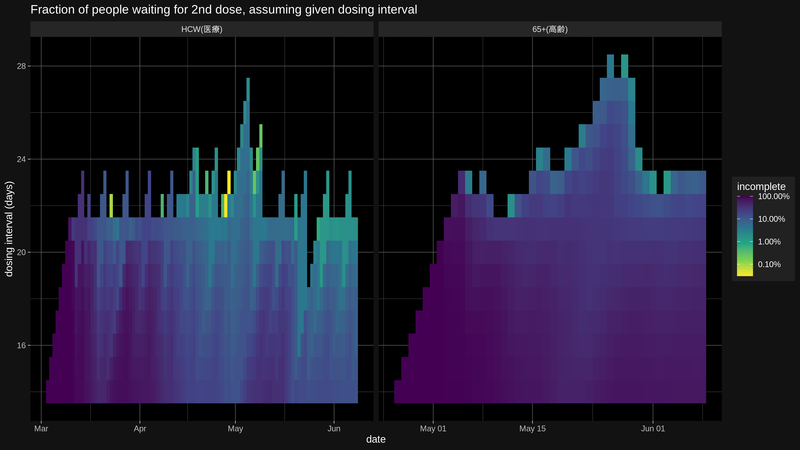 Fraction of people waiting for 2nd dose, assuming given dosing interval
HCW(医療)
65+(高齢)
dosing interval (days)
28
24
20
16
Mar
Apr
May
Jun
May 01
May 15
Jun 01
date
incomplete
100.00%
10.00%
1.00%
0.10%